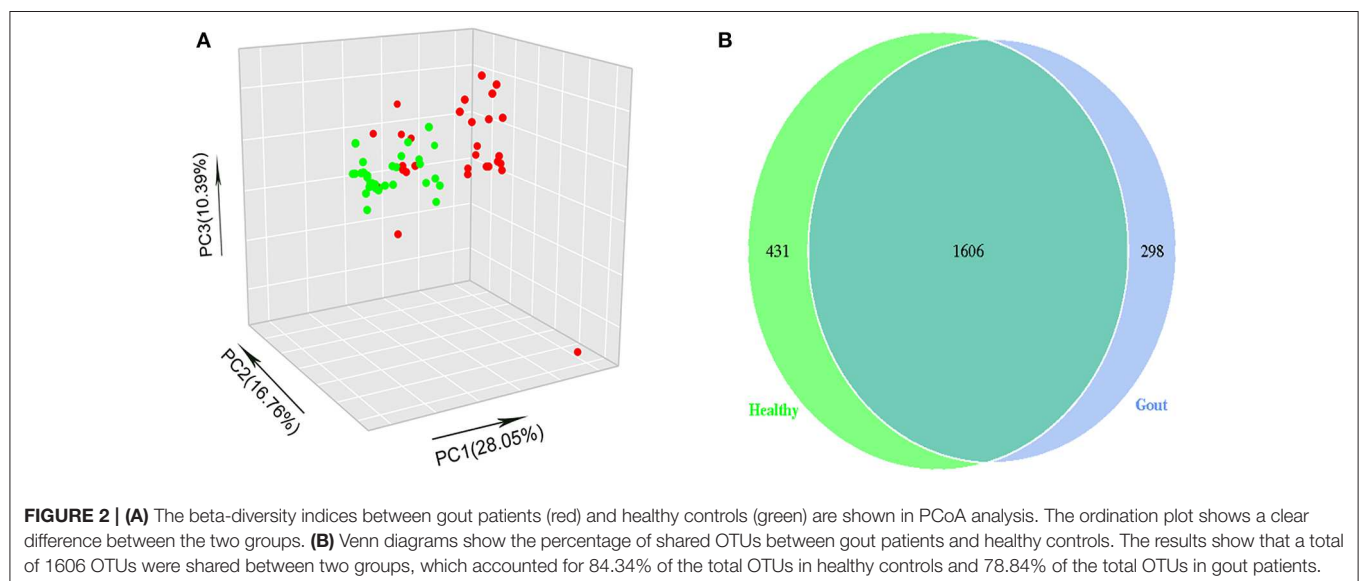 A
B
PC3(10.39%)
PC2(16.76%)
PC1(28.05%)
431
1606
298
Healthy
Gout
FIGURE 2 | (A) The beta-diversity indices between gout patients (red) and healthy controls (green) are shown in PCoA analysis. The ordination plot shows a clear
difference between the two groups. (B) Venn diagrams show the percentage of shared OTUs between gout patients and healthy controls. The results show that a total
of 1606 OTUs were shared between two groups, which accounted for 84.34% of the total OTUs in healthy controls and 78.84% of the total OTUs in gout patients.